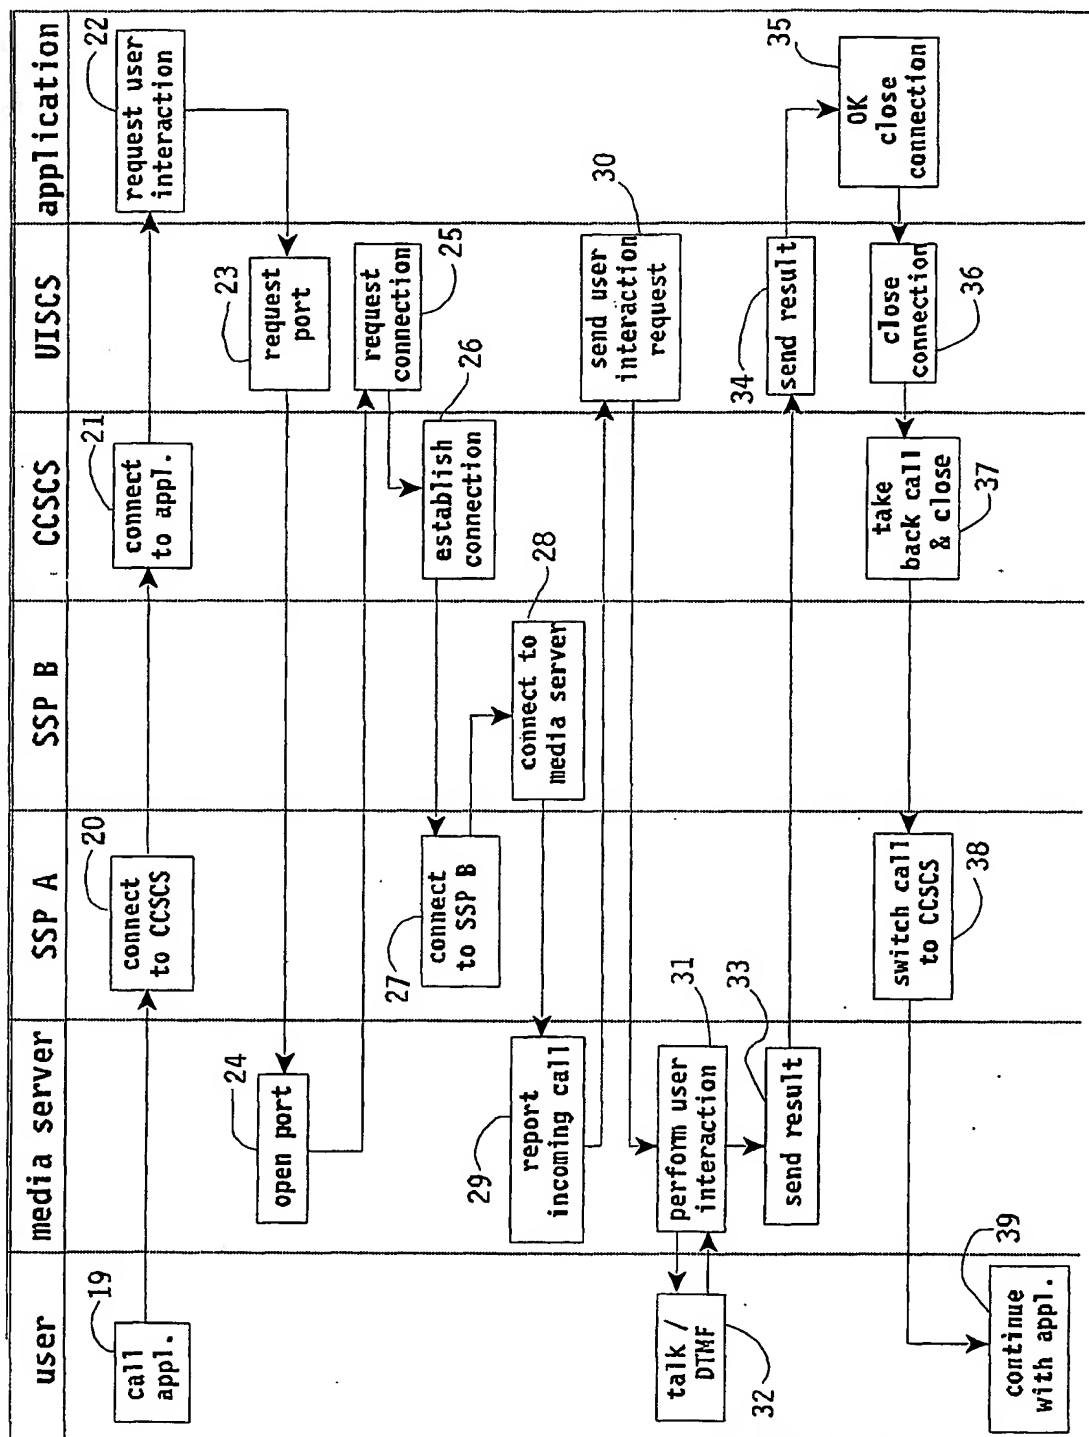 user
media server
SSP A
SSP B
CCSCS
UISCS
application
19
call
appl.
20
connect
to CCSCS
21
connect
to appl.
22
request user
interaction
23
request
port
24
open port
25
request
connection
26
establish
connection
27
connect
to SSP B
28
connect to
media server
29
report
incoming call
30
send user
interaction
request
31
perform user
interaction
32
talk /
DTMF
33
send result
34
send result
35
OK
close
connection
36
close
connection
37
take
back call
& close
38
switch call
to CCSCS
39
continue
with appl.